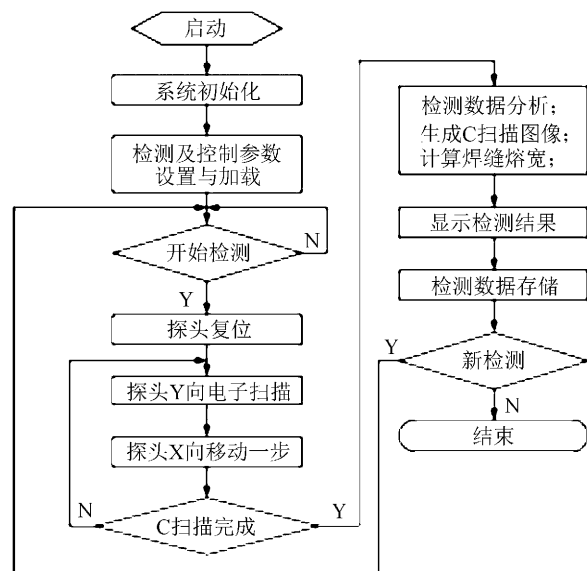 启动
系统初始化
检测及控制参数
设置与加载
开始检测
N
Y
探头复位
探头Y向电子扫描
探头X向移动一步
N
C扫描完成
Y
检测数据分析;
生成C扫描图像;
计算焊缝熔宽;
显示检测结果
检测数据存储
Y
新检测
N
结束